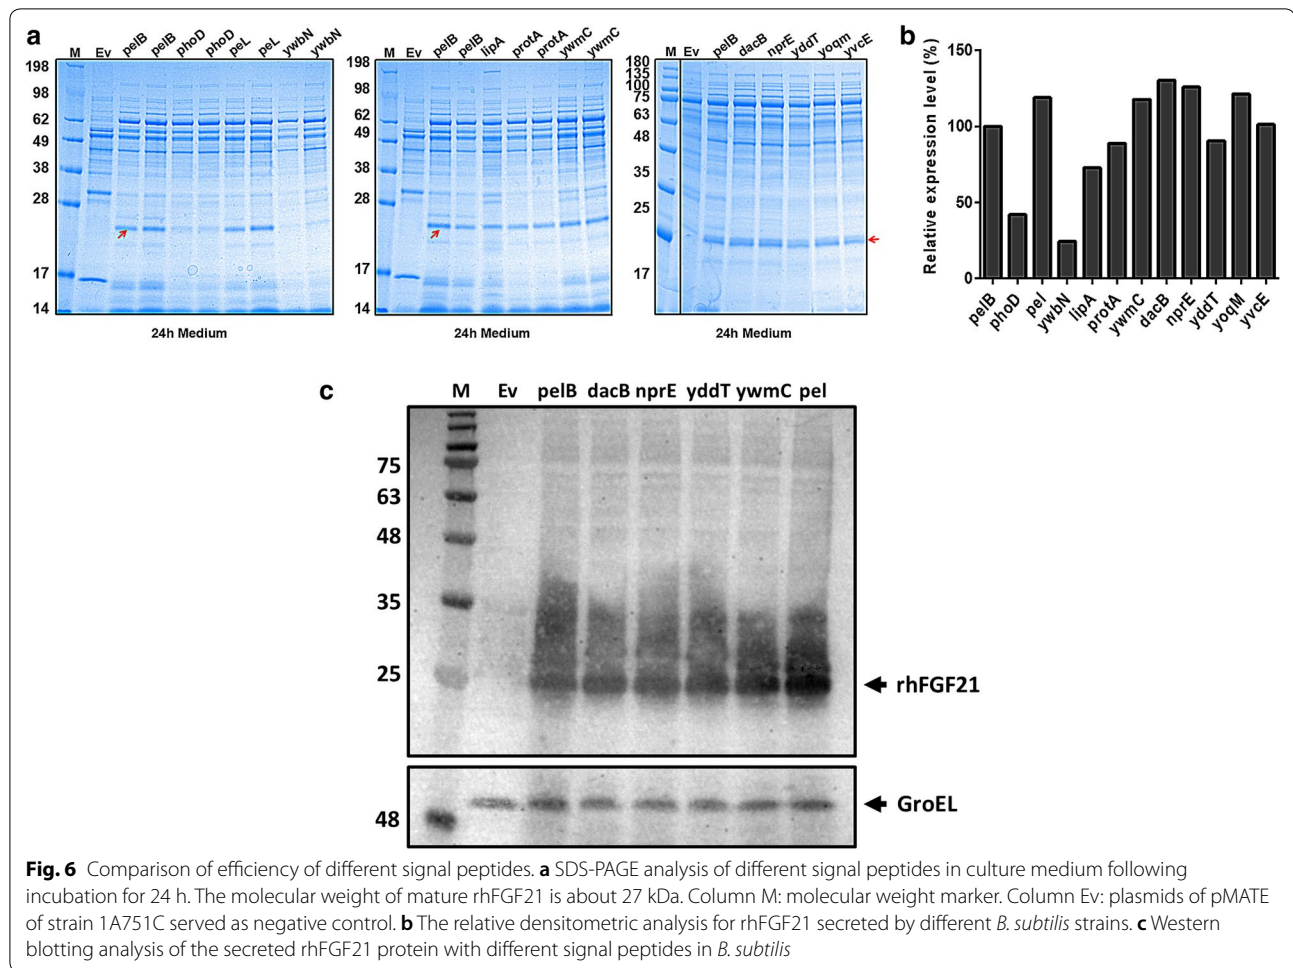 a
M Ev pelB pelB phoD phoD peL peL ywbN ywbN
198
98
62
49
38
28
17
14
24h Medium
M Ev pelB pelB lipA protA protA ywmC ywmC
198
98
62
49
38
28
17
14
24h Medium
M Ev pelB dacB nprE yddT yoqm yvcE
180
135
100
75
63
48
35
25
17
24h Medium
b
Relative expression level (%)
150
100
50
0
pelB phoD pel ywbN lipA protA ywmC dacB nprE yddT yoqM yvcE
c
M Ev pelB dacB nprE yddT ywmC pel
75
63
48
35
25
rhFGF21
48
GroEL
Fig. 6 Comparison of efficiency of different signal peptides. a SDS-PAGE analysis of different signal peptides in culture medium following
incubation for 24 h. The molecular weight of mature rhFGF21 is about 27 kDa. Column M: molecular weight marker. Column Ev: plasmids of pMATE
of strain 1A751C served as negative control. b The relative densitometric analysis for rhFGF21 secreted by different B. subtilis strains. c Western
blotting analysis of the secreted rhFGF21 protein with different signal peptides in B. subtilis